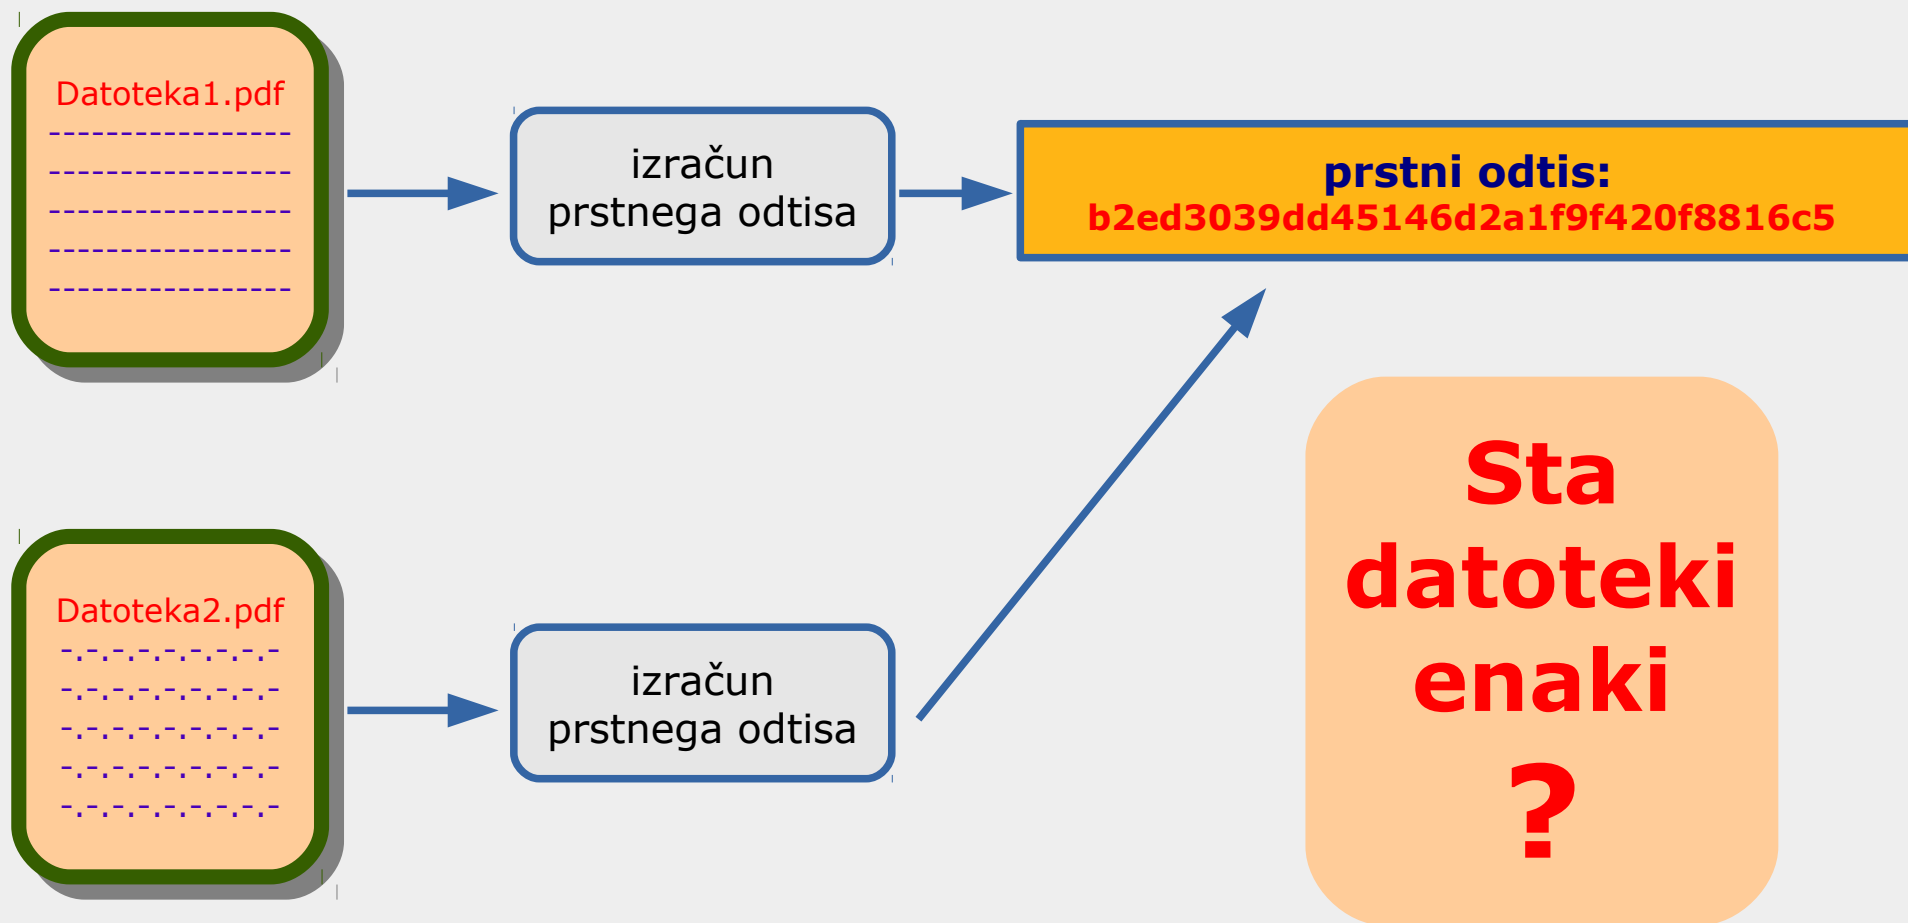 Datoteka1.pdf
-----------------
-----------------
-----------------
-----------------
-----------------
izračun
prstnega odtisa
prstni odtis:
b2ed3039dd45146d2a1f9f420f8816c5
Datoteka2.pdf
-.-.-.-.-.-.-.-.-
-.-.-.-.-.-.-.-.-
-.-.-.-.-.-.-.-.-
-.-.-.-.-.-.-.-.-
-.-.-.-.-.-.-.-.-
izračun
prstnega odtisa
Sta
datoteki
enaki
?